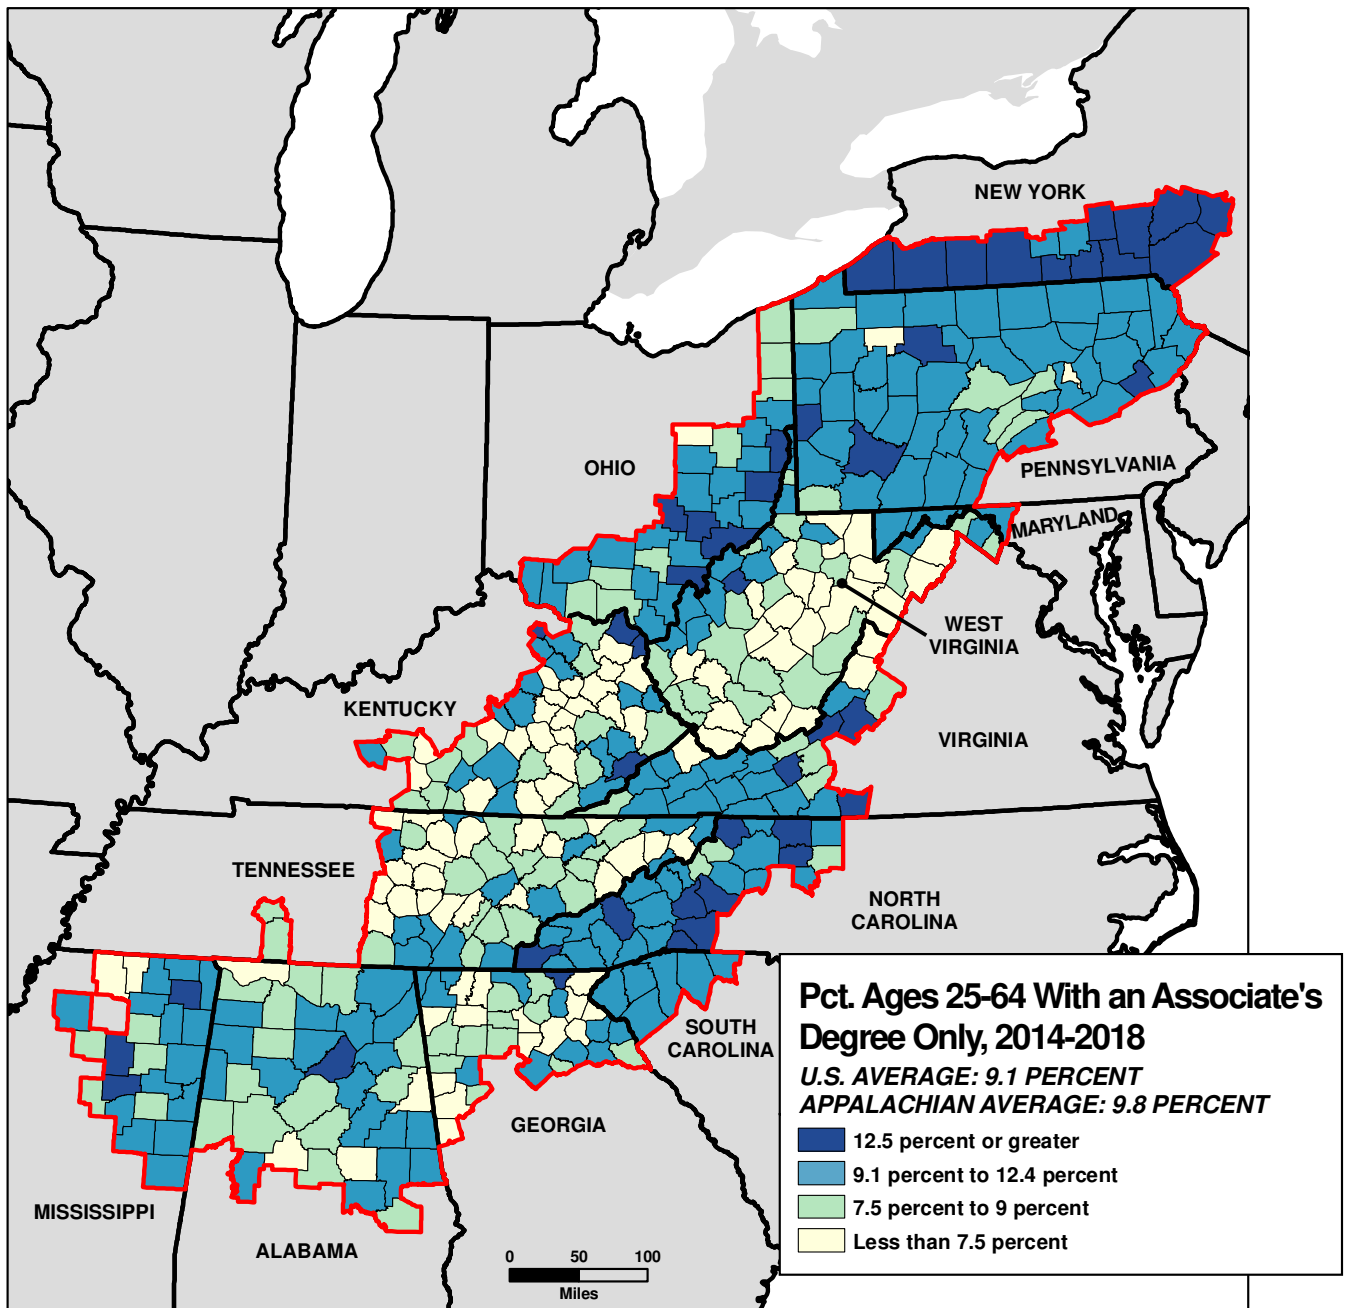 NEW YORK
OHIO
PENNSYLVANIA
MARYLAND
WEST
VIRGINIA
KENTUCKY
VIRGINIA
TENNESSEE
NORTH
CAROLINA
SOUTH
CAROLINA
GEORGIA
MISSISSIPPI
ALABAMA
0 50 100
Miles
Pct. Ages 25-64 With an Associate's
Degree Only, 2014-2018
U.S. AVERAGE: 9.1 PERCENT
APPALACHIAN AVERAGE: 9.8 PERCENT
12.5 percent or greater
9.1 percent to 12.4 percent
7.5 percent to 9 percent
Less than 7.5 percent